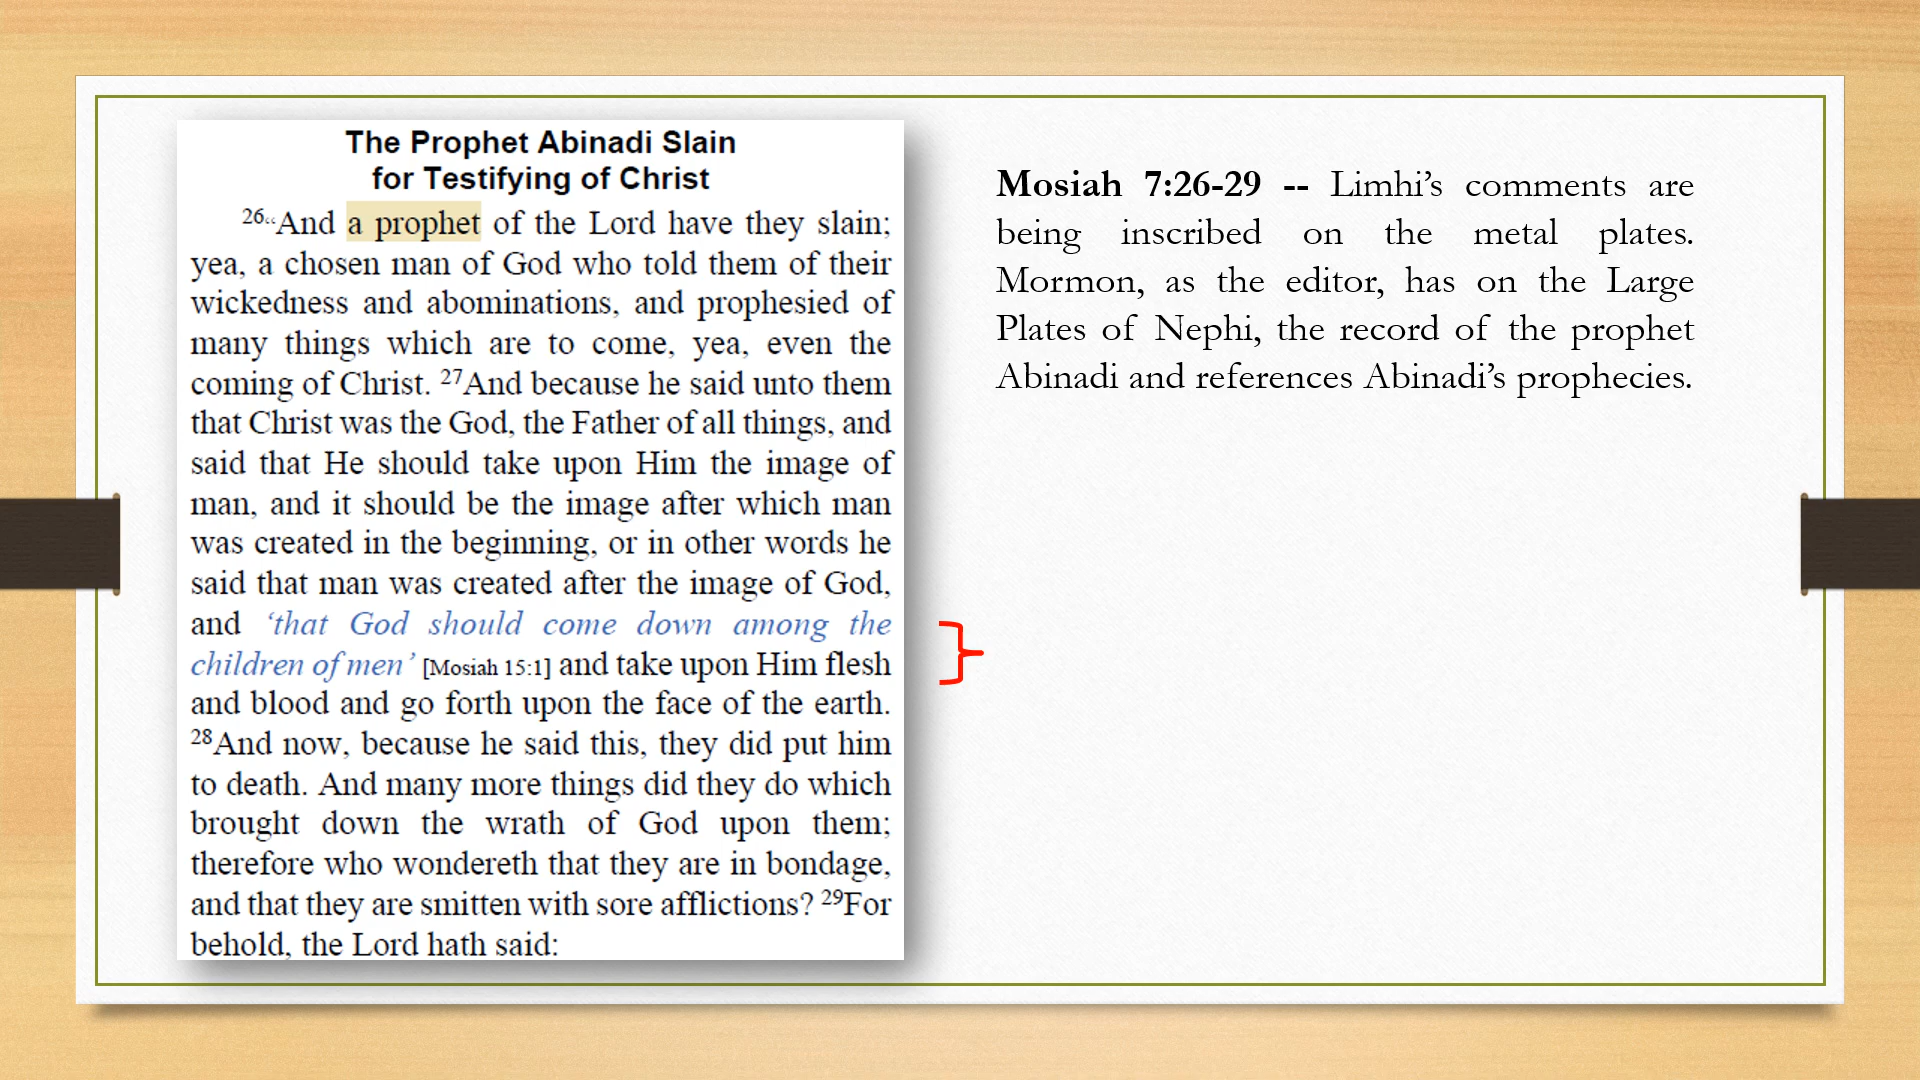 The Prophet Abinadi Slain
for Testifying of Christ
26“And a prophet of the Lord have they slain;
yea, a chosen man of God who told them of their
wickedness and abominations, and prophesied of
many things which are to come, yea, even the
coming of Christ. 27And because he said unto them
that Christ was the God, the Father of all things, and
said that He should take upon Him the image of
man, and it should be the image after which man
was created in the beginning, or in other words he
said that man was created after the image of God,
and ‘that God should come down among the
children of men’ [Mosiah 15:1] and take upon Him flesh
and blood and go forth upon the face of the earth.
28And now, because he said this, they did put him
to death. And many more things did they do which
brought down the wrath of God upon them;
therefore who wondereth that they are in bondage,
and that they are smitten with sore afflictions? 29For
behold, the Lord hath said:
Mosiah 7:26-29 -- Limhi’s comments are
being inscribed on the metal plates.
Mormon, as the editor, has on the Large
Plates of Nephi, the record of the prophet
Abinadi and references Abinadi’s prophecies.